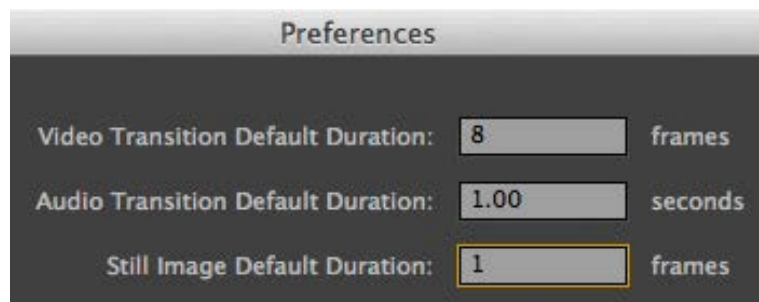 Preferences
Video Transition Default Duration: 8 frames
Audio Transition Default Duration: 1.00 seconds
Still Image Default Duration: 1 frames